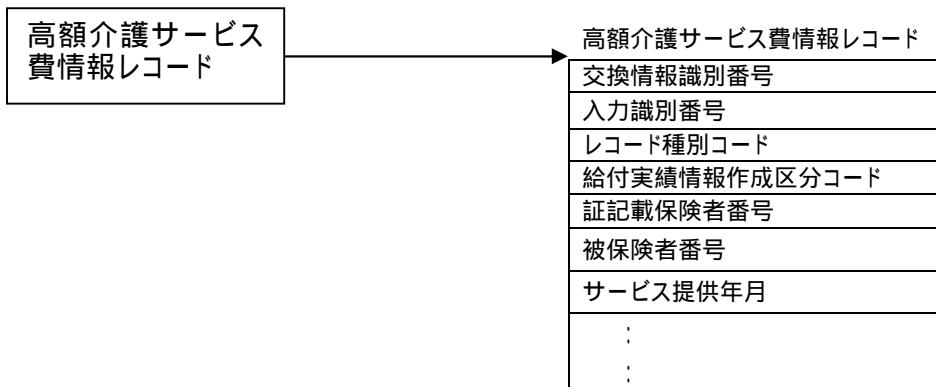 高額介護サービス
費情報レコード
高額介護サービス費情報レコード
交換情報識別番号
入力識別番号
レコード種別コード
給付実績情報作成区分コード
証記載保険者番号
被保険者番号
サービス提供年月
:
: